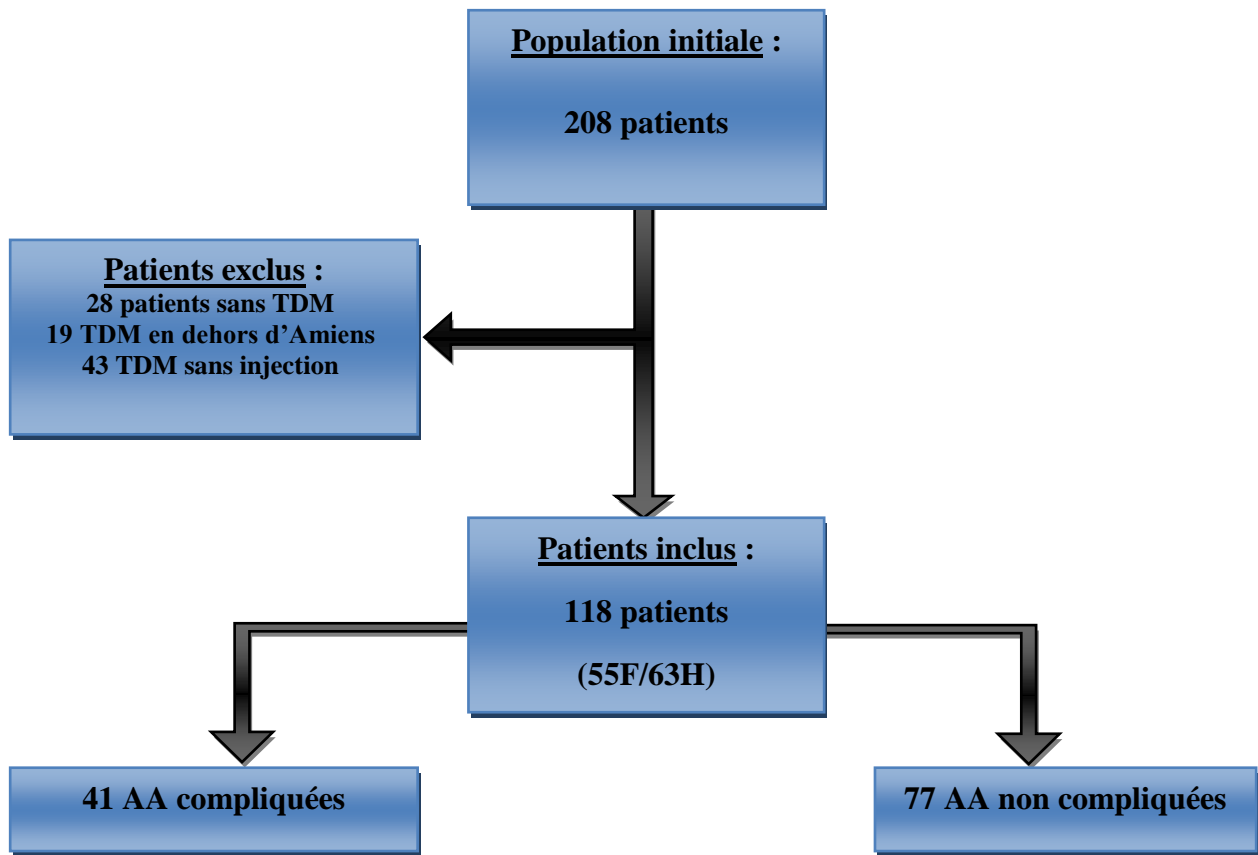 Population initiale :
208 patients
Patients exclus :
28 patients sans TDM
19 TDM en dehors d’Amiens
43 TDM sans injection
Patients inclus :
118 patients
(55F/63H)
41 AA compliquées
77 AA non compliquées